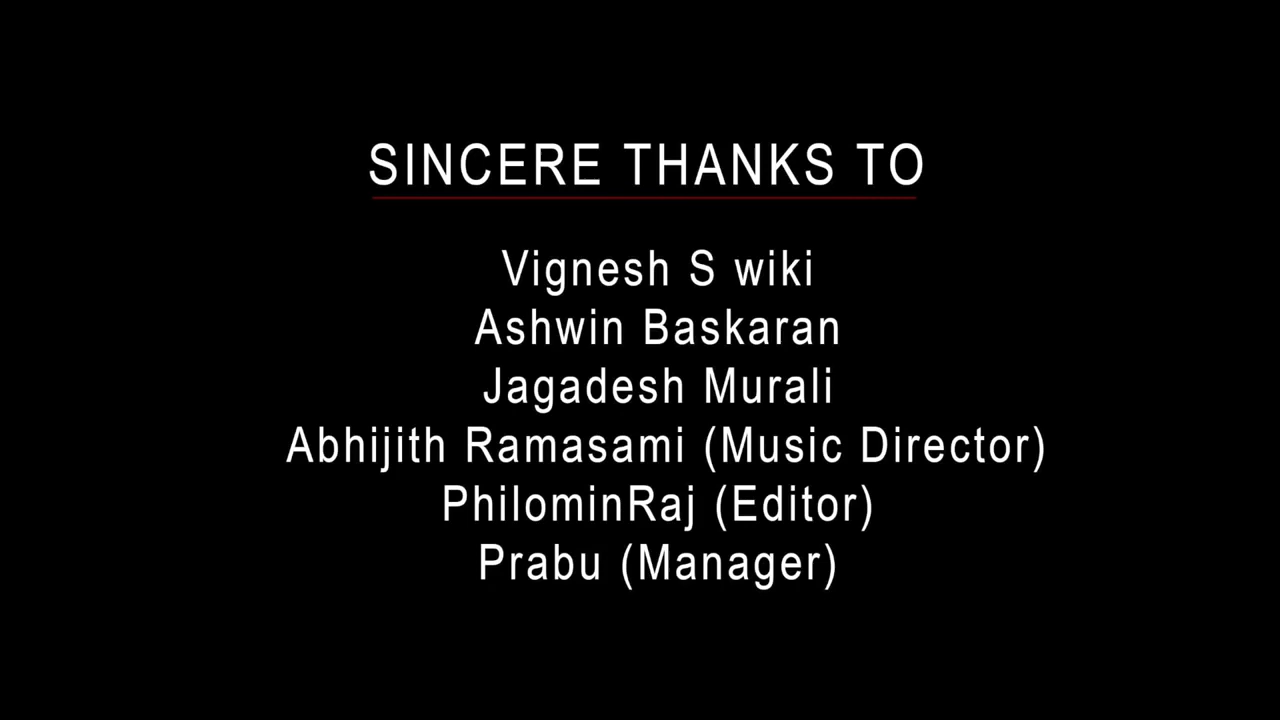 SINCERE THANKS TO
Vignesh S wiki
Ashwin Baskaran
Jagadesh Murali
Abhijith Ramasami (Music Director)
PhilominRaj (Editor)
Prabu (Manager)